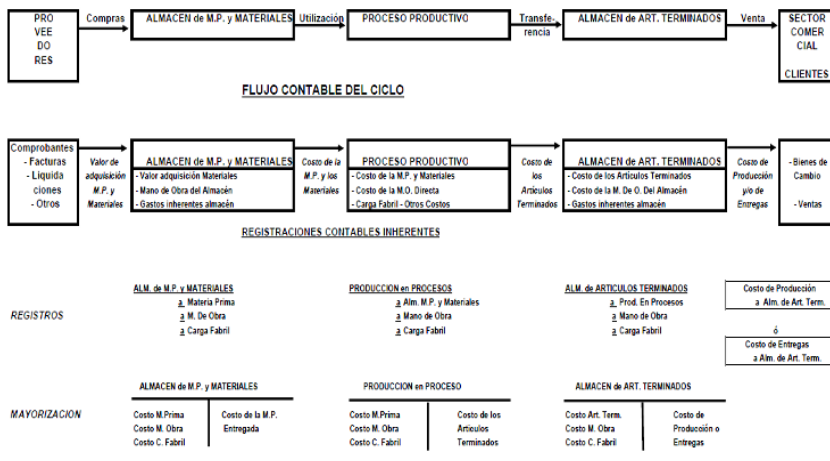 PRO
VEE
DO
RES
Compras
ALMACEN de M.P. y MATERIALES
Utilización
PROCESO PRODUCTIVO
Transfe-
rencia
ALMACEN de ART. TERMINADOS
Venta
SECTOR
COMER
CIAL
CLIENTES
FLUJO CONTABLE DEL CICLO
Comprobantes
- Facturas
- Liquida
ciones
- Otros
Valor de
adquisición
M.P. y
Materiales
ALMACEN de M.P. y MATERIALES
- Valor adquisición Materiales
- Mano de Obra del Almacén
- Gastos inherentes almacén
Costo de la
M.P. y los
Materiales
PROCESO PRODUCTIVO
- Costo de la M.P. y Materiales
- Costo de la M.O. Directa
- Carga Fabril - Otros Costos
Costo de
los
Artículos
Terminados
ALMACEN de ART. TERMINADOS
- Costo de los Artículos Terminados
- Costo de la M. De O. Del Almacén
- Gastos inherentes almacén
Costo de
Producción
y/o de
Entregas
- Bienes de
Cambio
- Ventas
REGISTRACIONES CONTABLES INHERENTES
REGISTROS
ALM. de M.P. y MATERIALES
a Materia Prima
a M. De Obra
a Carga Fabril
PRODUCCION en PROCESOS
a Alm. M.P. y Materiales
a Mano de Obra
a Carga Fabril
ALM. de ARTICULOS TERMINADOS
a Prod. En Procesos
a Mano de Obra
a Carga Fabril
Costo de Producción
a Alm. de Art. Term.
ó
Costo de Entregas
a Alm. de Art. Term.
MAYORIZACION
ALMACEN de M.P. y MATERIALES
Costo M.Prima
Costo M. Obra
Costo C. Fabril
Costo de la M.P.
Entregada
PRODUCCION en PROCESO
Costo M.Prima
Costo M. Obra
Costo C. Fabril
Costo de los
Artículos
Terminados
ALMACEN de ART. TERMINADOS
Costo Art. Term.
Costo M. Obra
Costo C. Fabril
Costo de
Producción o
Entregas